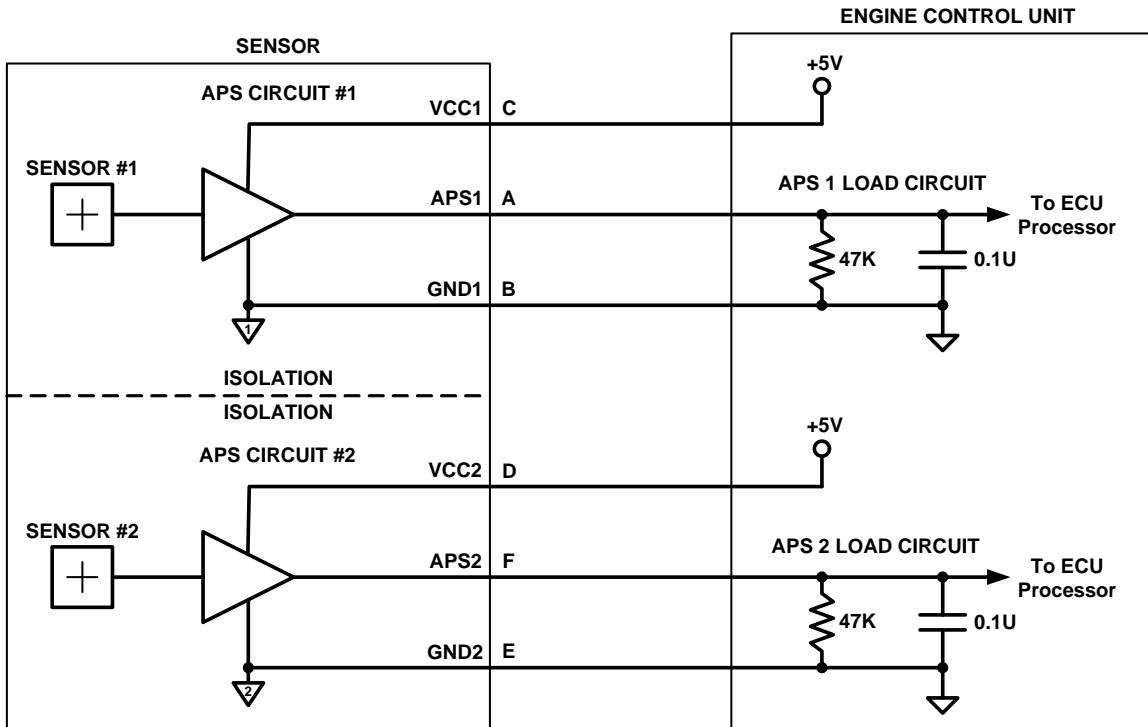 ENGINE CONTROL UNIT
SENSOR
+5V
APS CIRCUIT #1
VCC1 C
SENSOR #1
APS1 A
APS 1 LOAD CIRCUIT
To ECU
Processor
47K
0.1U
GND1 B
1
ISOLATION
ISOLATION
+5V
APS CIRCUIT #2
VCC2 D
SENSOR #2
APS2 F
APS 2 LOAD CIRCUIT
To ECU
Processor
47K
0.1U
GND2 E
2